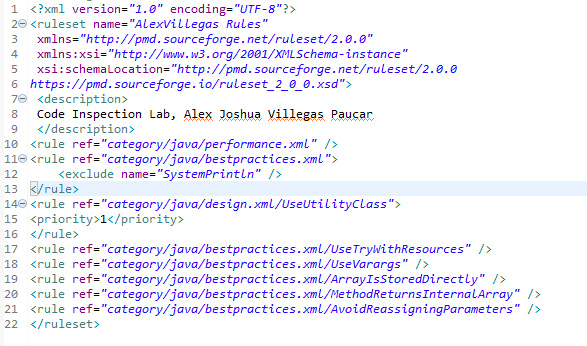 1 <?xml version="1.0" encoding="UTF-8"?>
2 <ruleset name="AlexVillegas Rules"
3 xmlns="http://pmd.sourceforge.net/ruleset/2.0.0"
4 xmlns:xsi="http://www.w3.org/2001/XMLSchema-instance"
5 xsi:schemaLocation="http://pmd.sourceforge.net/ruleset/2.0.0
6 https://pmd.sourceforge.io/ruleset_2_0_0.xsd">
7 <description>
8 Code Inspection Lab, Alex Joshua Villegas Paucar
9 </description>
10 <rule ref="category/java/performance.xml" />
11 <rule ref="category/java/bestpractices.xml">
12 <exclude name="SystemPrintln" />
13 </rule>
14 <rule ref="category/java/design.xml/UseUtilityClass">
15 <priority>1</priority>
16 </rule>
17 <rule ref="category/java/bestpractices.xml/UseTryWithResources" />
18 <rule ref="category/java/bestpractices.xml/UseVarargs" />
19 <rule ref="category/java/bestpractices.xml/ArrayIsStoredDirectly" />
20 <rule ref="category/java/bestpractices.xml/MethodReturnsInternalArray" />
21 <rule ref="category/java/bestpractices.xml/AvoidReassigningParameters" />
22 </ruleset>